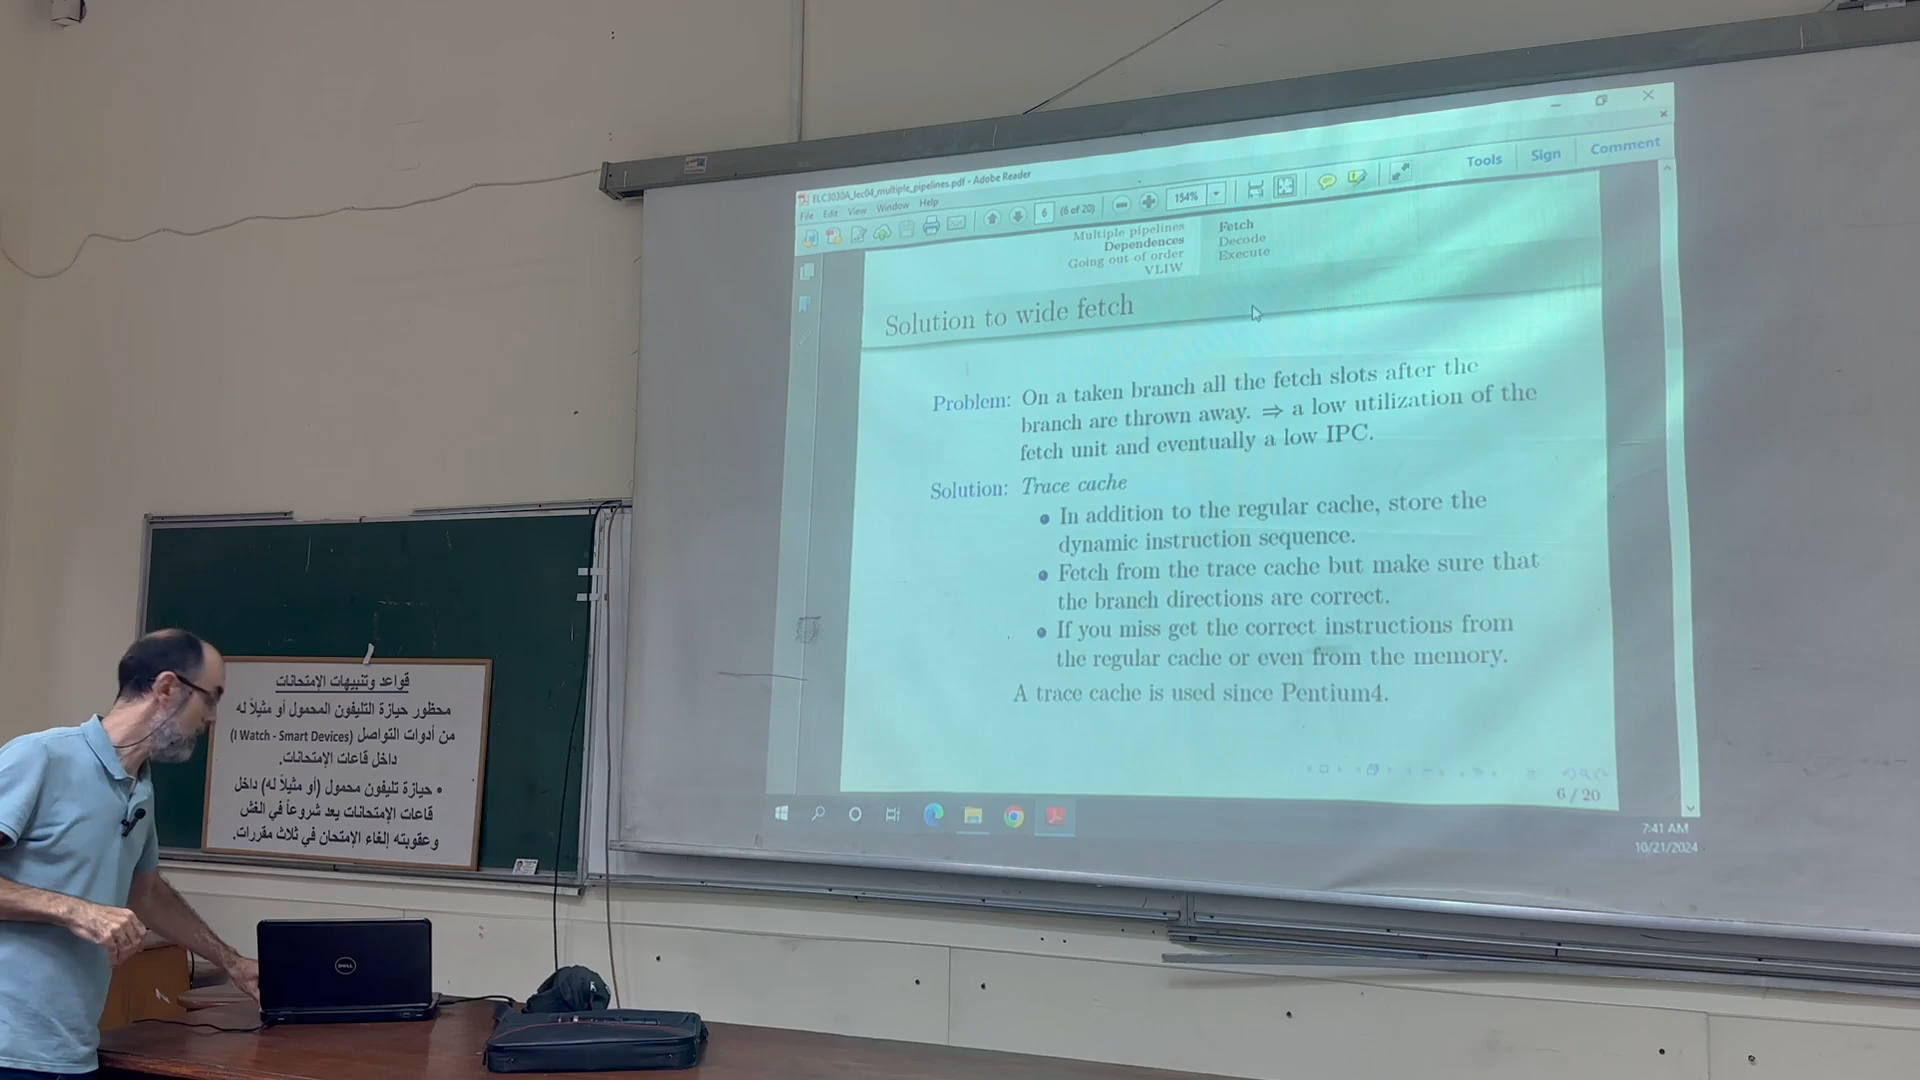 ELC3030A_lec04_multiple_pipelines.pdf - Adobe Reader
File Edit View Window Help
Tools Sign Comment
6 (6 of 20) 154%
Multiple pipelines
Dependences
Going out of order
VLIW
Fetch
Decode
Execute
Solution to wide fetch
Problem: On a taken branch all the fetch slots after the
branch are thrown away. ⇒ a low utilization of the
fetch unit and eventually a low IPC.
Solution: Trace cache
• In addition to the regular cache, store the
dynamic instruction sequence.
• Fetch from the trace cache but make sure that
the branch directions are correct.
• If you miss get the correct instructions from
the regular cache or even from the memory.
A trace cache is used since Pentium4.
6 / 20
7:41 AM
10/21/2024
قواعد وتنبيهات الإمتحانات
محظور حيازة التليفون المحمول أو مثيلاً له
من أدوات التواصل (I Watch - Smart Devices)
داخل قاعات الإمتحانات.
• حيازة تليفون محمول (أو مثيلاً له) داخل
قاعات الإمتحانات يعد شروعاً في الغش
وعقوبته إلغاء الإمتحان في ثلاث مقررات.
DELL